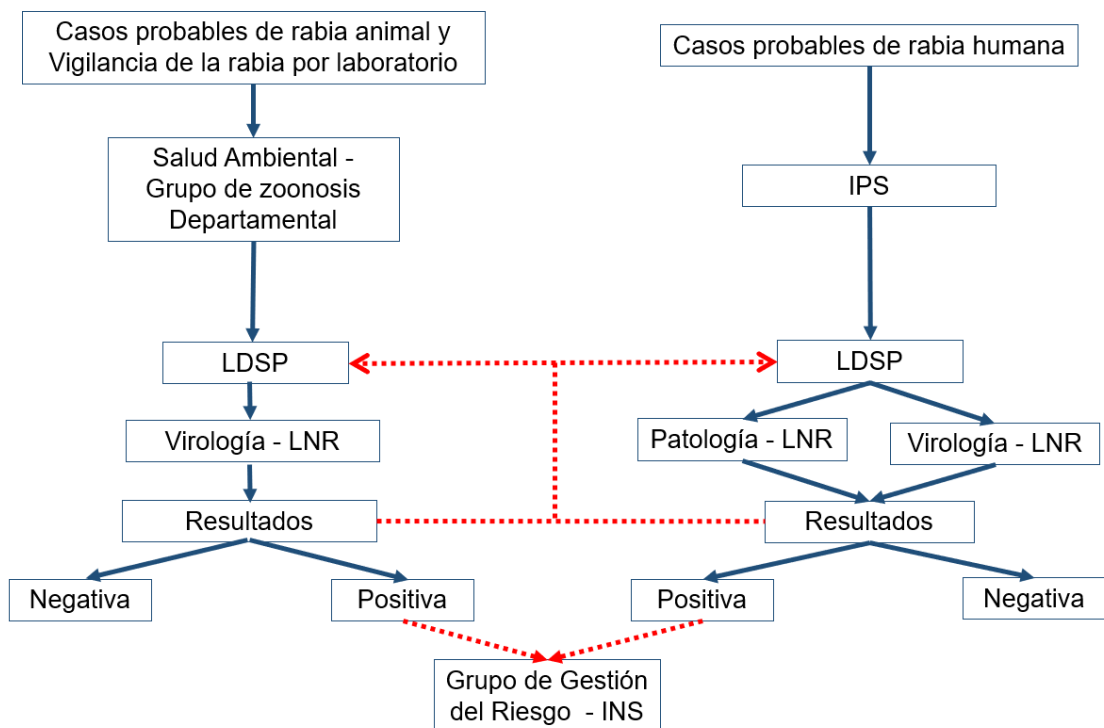 Casos probables de rabia animal y
Vigilancia de la rabia por laboratorio
Casos probables de rabia humana
Salud Ambiental -
Grupo de zoonosis
Departamental
IPS
LDSP
LDSP
Virología - LNR
Patología - LNR
Virología - LNR
Resultados
Resultados
Negativa
Positiva
Positiva
Negativa
Grupo de Gestión
del Riesgo - INS